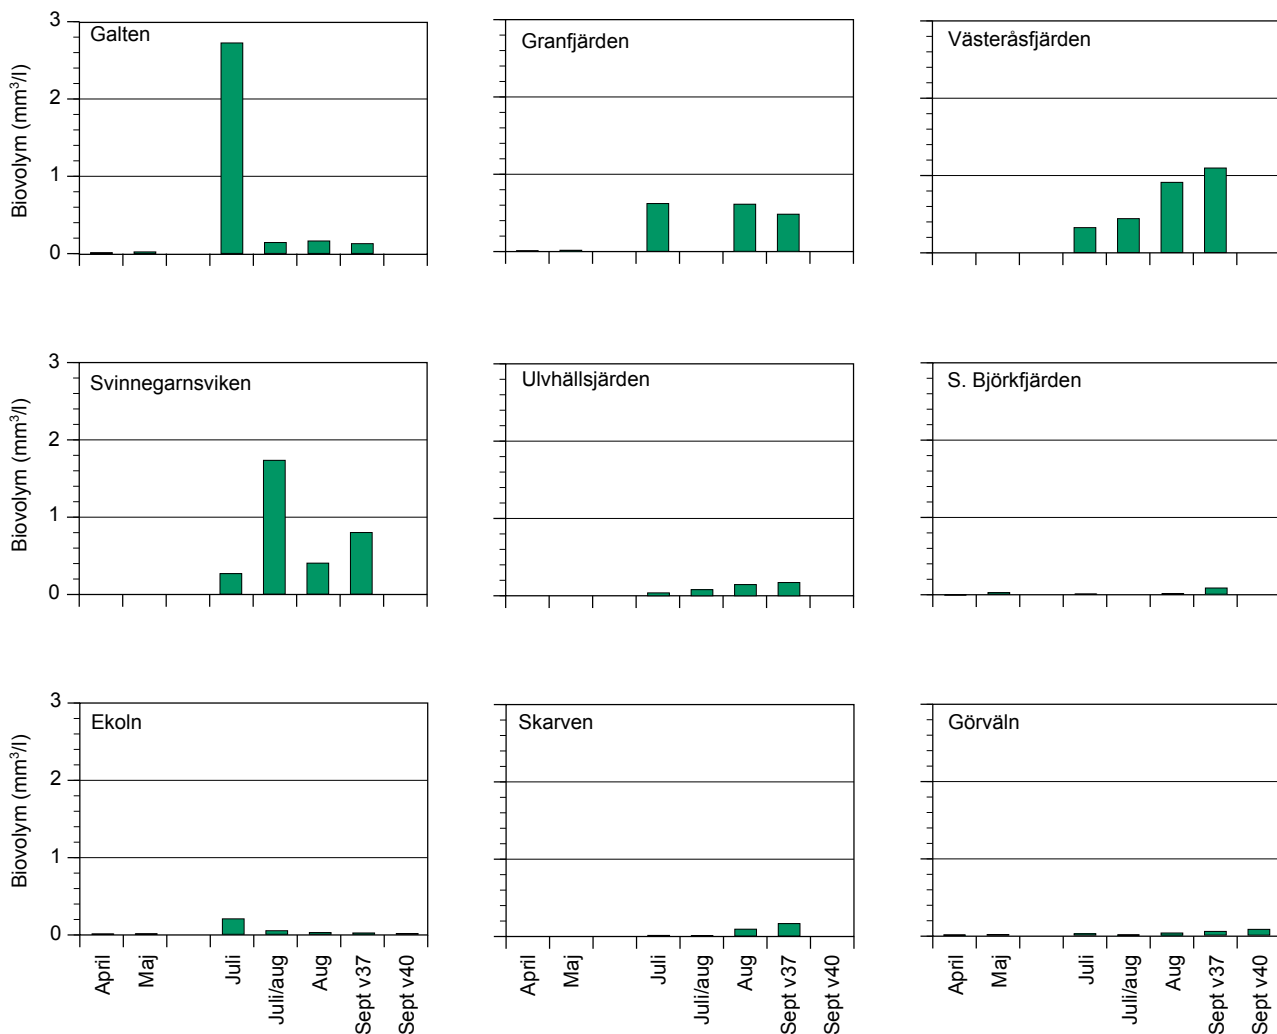 Galten
Granfjärden
Västeråsfjärden
Biovolym (mm³/l)
3
2
1
0
Svinnegarnsviken
Ulvhällsjärden
S. Björkfjärden
Biovolym (mm³/l)
3
2
1
0
Ekoln
Skarven
Görväln
Biovolym (mm³/l)
3
2
1
0
April
Maj
Juli
Juli/aug
Aug
Sept v37
Sept v40
April
Maj
Juli
Aug
Sept v37
Sept v40
April
Maj
Juli
Juli/aug
Aug
Sept v37
Sept v40